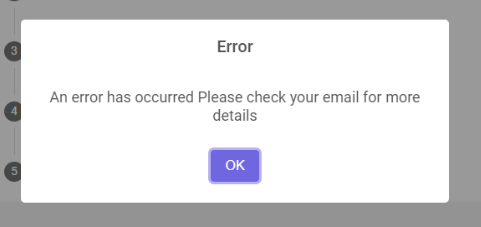 3
Error
An error has occurred Please check your email for more
details
4
OK
5